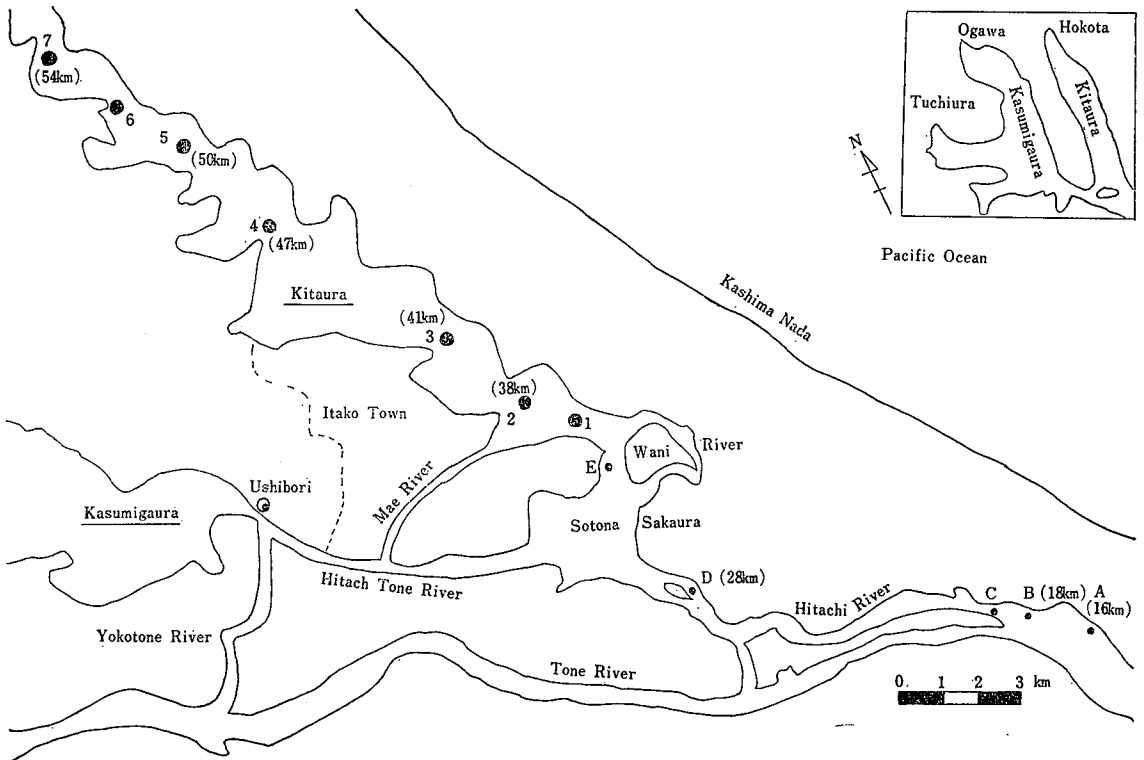 7
(54km)
6
5
(50km)
4
(47km)
Kitaura
(41km)
3
(38km)
2
1
Itako Town
Mae River
E
Wani
River
Ushibori
Kasumigaura
Sotona
Sakaura
Hitach Tone River
D (28km)
Hitachi River
C
B (18km)
A
(16km)
Yokotone River
Tone River
0. 1 2 3 km
N
Kashima Nada
Pacific Ocean
Ogawa
Hokota
Tuchiura
Kasumigaura
Kitaura